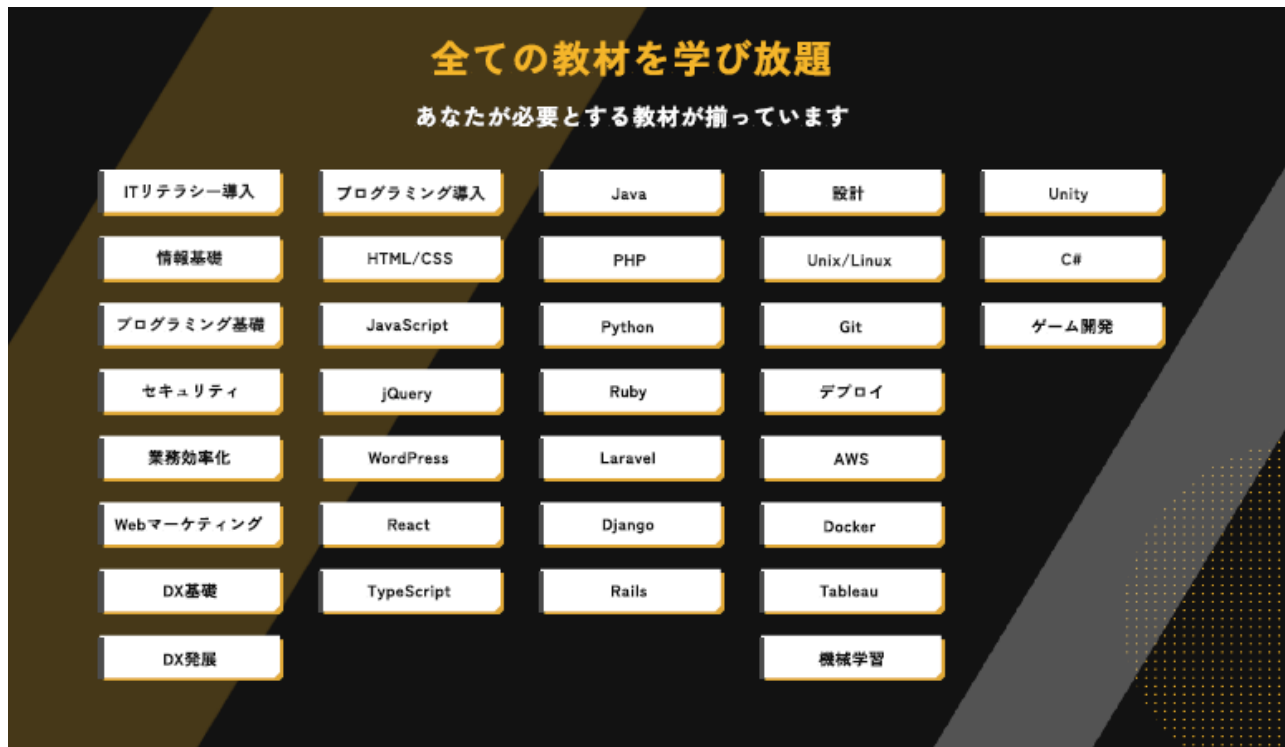 全ての教材を学び放題
あなたが必要とする教材が揃っています
ITリテラシー導入
プログラミング導入
Java
設計
Unity
情報基礎
HTML/CSS
PHP
Unix/Linux
C#
プログラミング基礎
JavaScript
Python
Git
ゲーム開発
セキュリティ
jQuery
Ruby
デプロイ
業務効率化
WordPress
Laravel
AWS
Webマーケティング
React
Django
Docker
DX基礎
TypeScript
Rails
Tableau
DX発展
機械学習